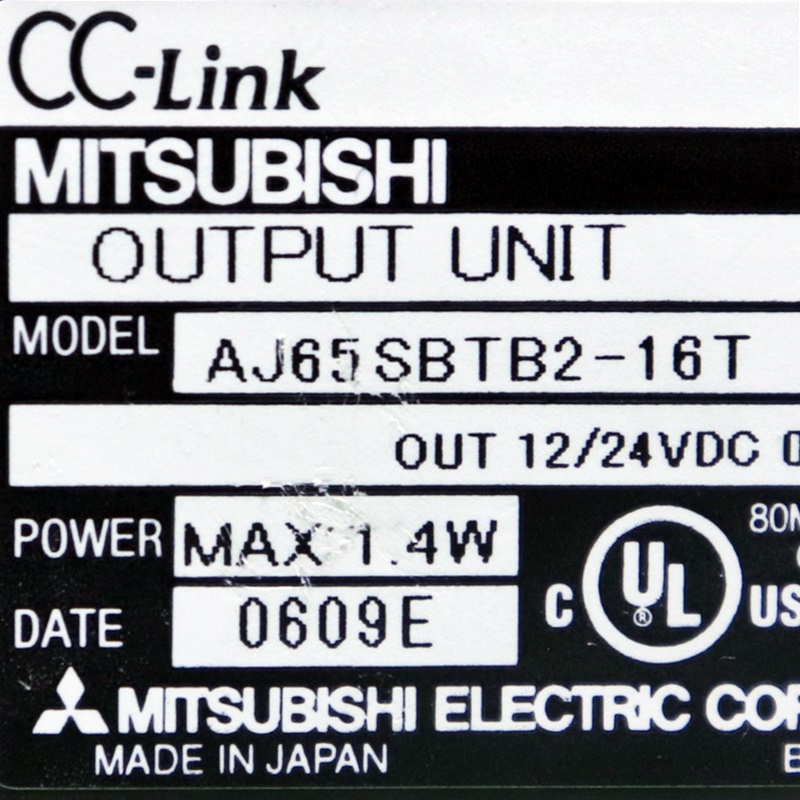 CC-Link
MITSUBISHI
OUTPUT UNIT
MODEL AJ65SBTB2-16T
OUT 12/24VDC
POWER MAX 1.4W
80
DATE 0609E
C UL® US
MITSUBISHI ELECTRIC
MADE IN JAPAN